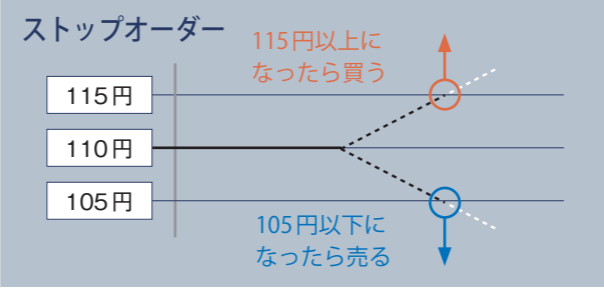 ストップオーダー
115円以上に
なったら買う
115円
110円
105円
105円以下に
なったら売る